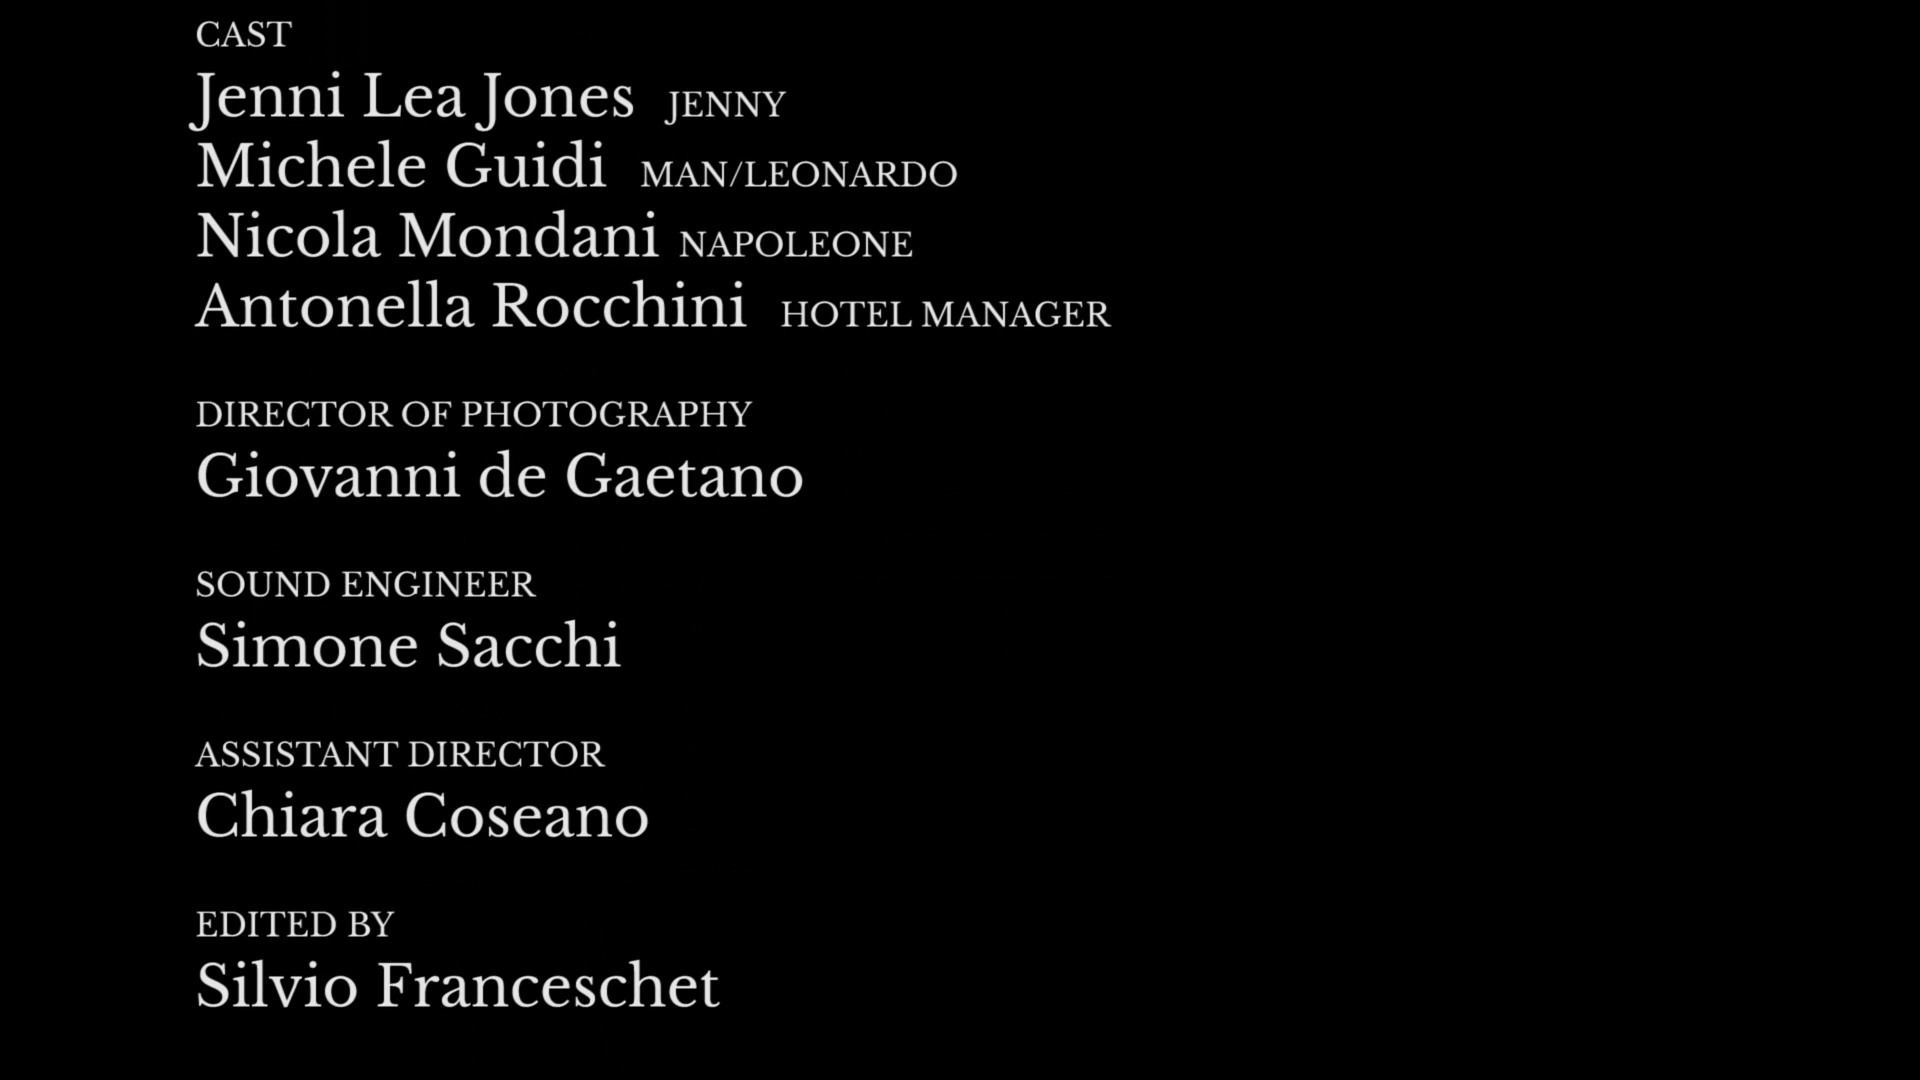 CAST
Jenni Lea Jones JENNY
Michele Guidi MAN/LEONARDO
Nicola Mondani NAPOLEONE
Antonella Rocchini HOTEL MANAGER
DIRECTOR OF PHOTOGRAPHY
Giovanni de Gaetano
SOUND ENGINEER
Simone Sacchi
ASSISTANT DIRECTOR
Chiara Coseano
EDITED BY
Silvio Franceschet